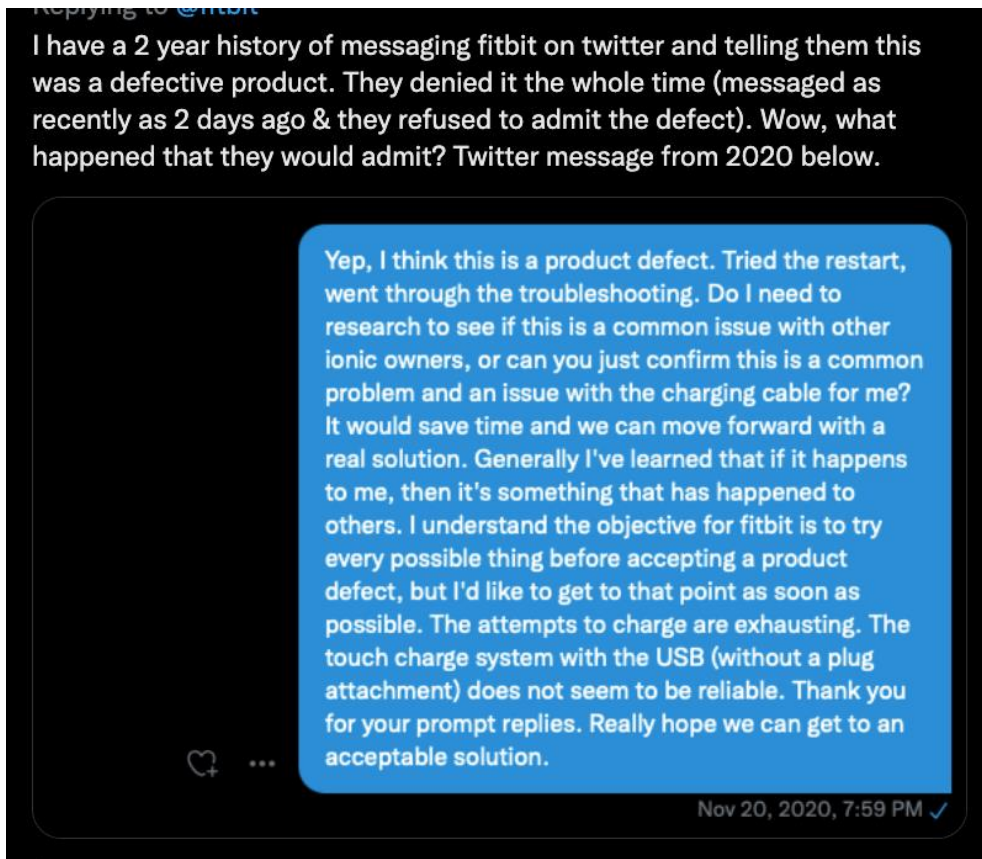 Replying to @fitbit
I have a 2 year history of messaging fitbit on twitter and telling them this
was a defective product. They denied it the whole time (messaged as
recently as 2 days ago & they refused to admit the defect). Wow, what
happened that they would admit? Twitter message from 2020 below.
Yep, I think this is a product defect. Tried the restart,
went through the troubleshooting. Do I need to
research to see if this is a common issue with other
ionic owners, or can you just confirm this is a common
problem and an issue with the charging cable for me?
It would save time and we can move forward with a
real solution. Generally I've learned that if it happens
to me, then it's something that has happened to
others. I understand the objective for fitbit is to try
every possible thing before accepting a product
defect, but I'd like to get to that point as soon as
possible. The attempts to charge are exhausting. The
touch charge system with the USB (without a plug
attachment) does not seem to be reliable. Thank you
for your prompt replies. Really hope we can get to an
acceptable solution.
Nov 20, 2020, 7:59 PM